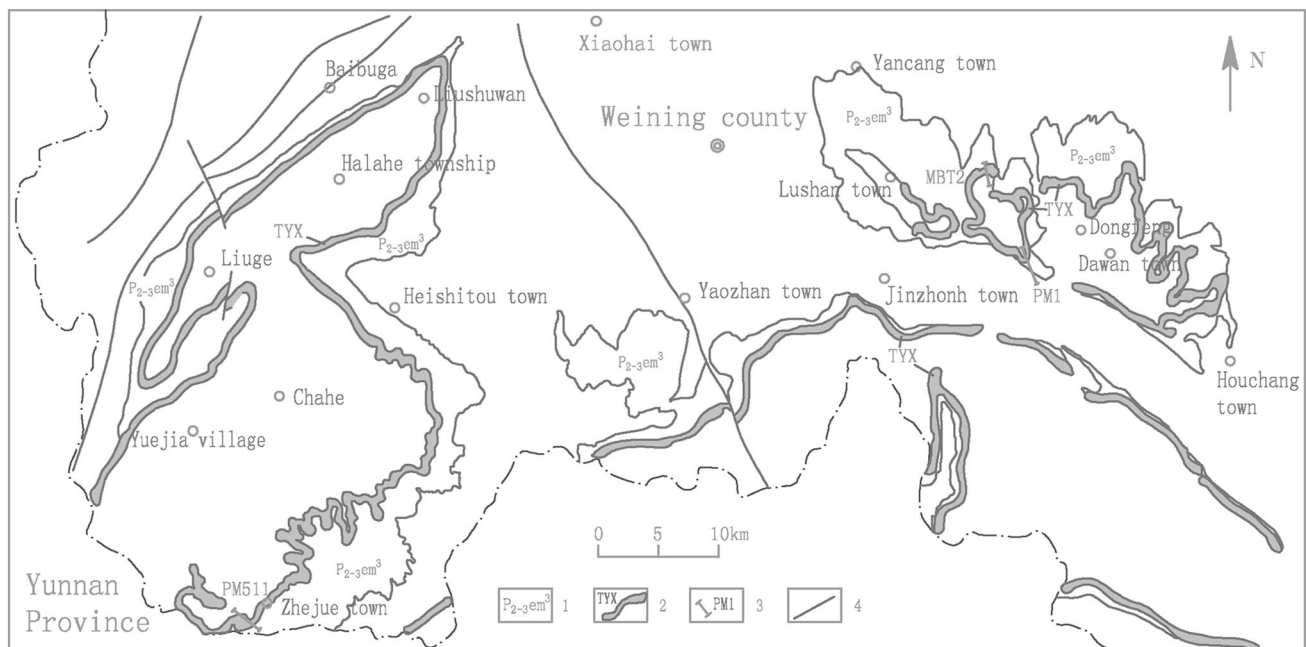 Xiaohai town
N
Baibuga
Yancang town
Liushuwan
Weining county
P₂₋₃em³
P₂₋₃em³
Halahe township
MBT2
Lushan town
TYX
TYX
Dongfeng
P₂₋₃em³
Liuge
Dawan town
P₂₋₃em³
Heishitou town
Yaozhan town
Jinzhonh town
PM1
P₂₋₃em³
TYX
Houchang
town
Chahe
Yuejia village
0 5 10km
P₂₋₃em³
Yunnan
Province
PM511
Zhejue town
P₂₋₃em³ 1
TYX 2
PM1 3
4